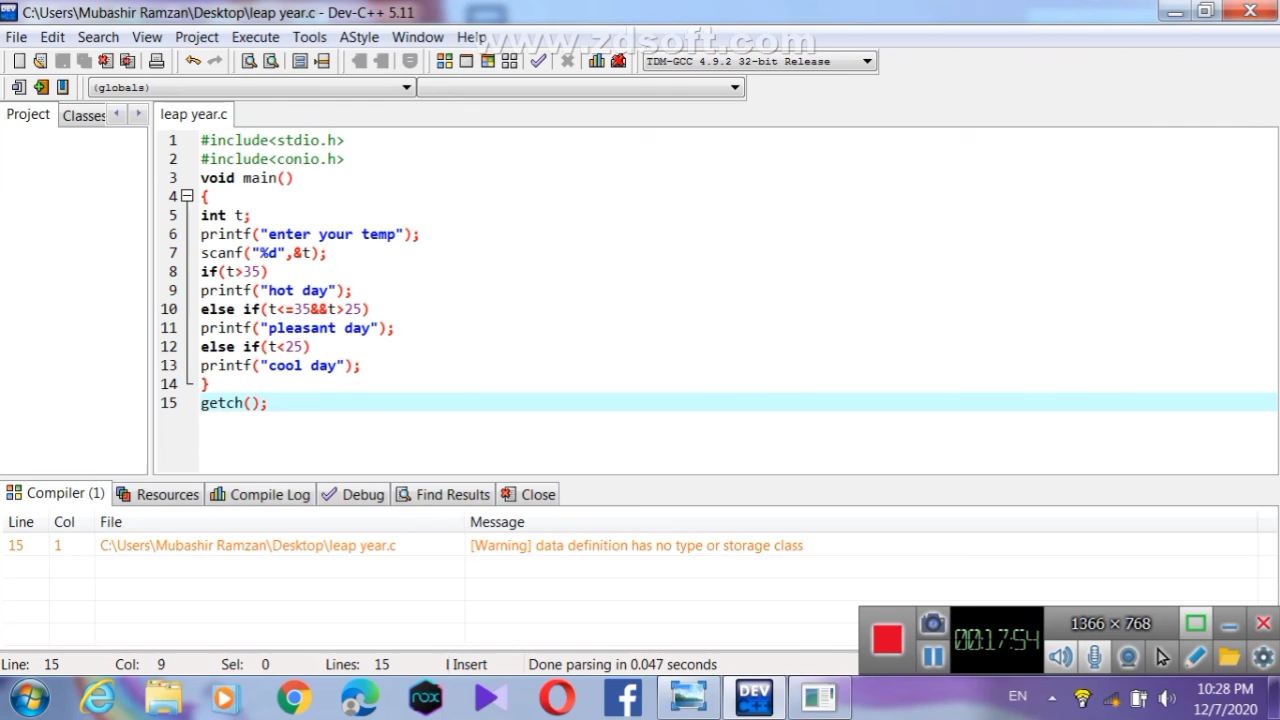 C:\Users\Mubashir Ramzan\Desktop\leap year.c - Dev-C++ 5.11
File Edit Search View Project Execute Tools AStyle Window Help
www.zdsoft.com
TDM-GCC 4.9.2 32-bit Release
(globals)
Project Classes leap year.c
1 #include<stdio.h>
2 #include<conio.h>
3 void main()
4 {
5 int t;
6 printf("enter your temp");
7 scanf("%d",&t);
8 if(t>35)
9 printf("hot day");
10 else if(t<=35&&t>25)
11 printf("pleasant day");
12 else if(t<25)
13 printf("cool day");
14 }
15 getch();
Compiler (1) Resources Compile Log Debug Find Results Close
Line Col File Message
15 1 C:\Users\Mubashir Ramzan\Desktop\leap year.c [Warning] data definition has no type or storage class
00:17:54 1366 × 768
Line: 15 Col: 9 Sel: 0 Lines: 15 Insert Done parsing in 0.047 seconds
nox DEV C++ EN 10:28 PM
12/7/2020